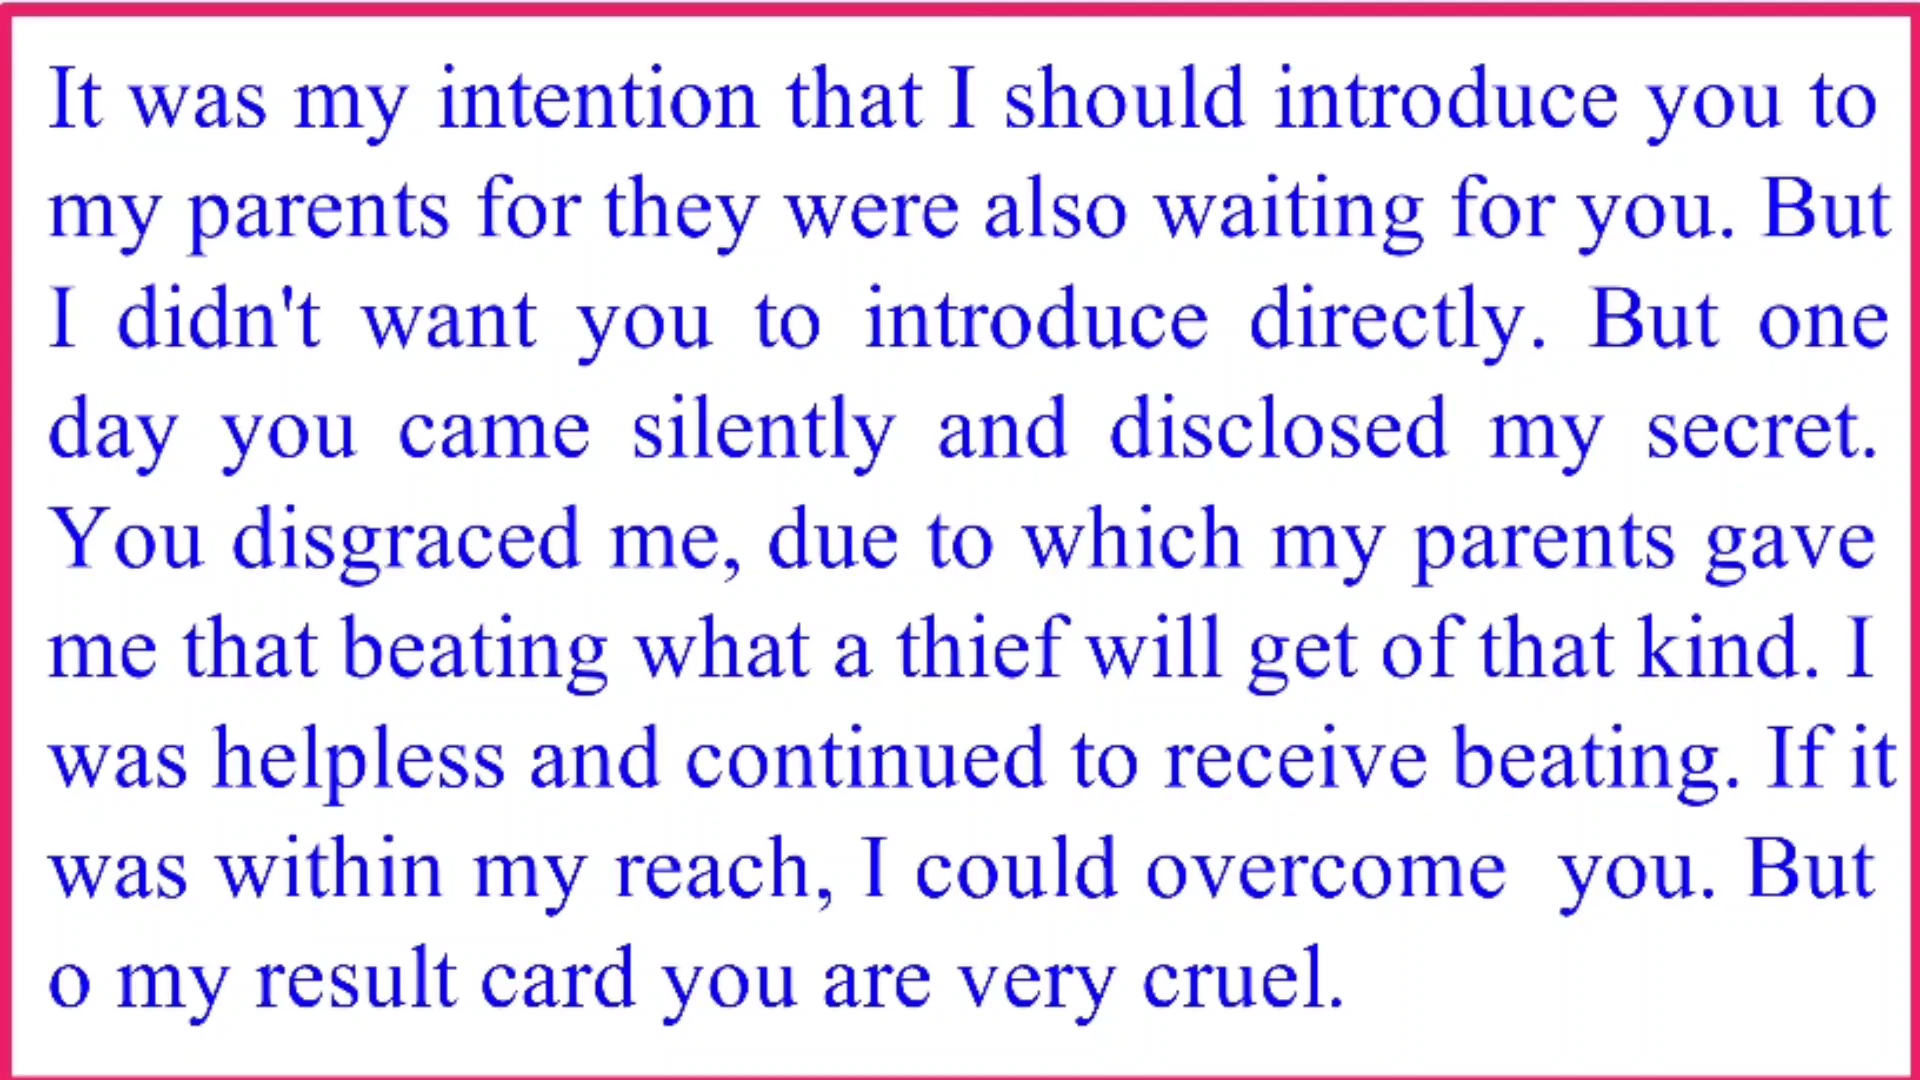 It was my intention that I should introduce you to
my parents for they were also waiting for you. But
I didn't want you to introduce directly. But one
day you came silently and disclosed my secret.
You disgraced me, due to which my parents gave
me that beating what a thief will get of that kind. I
was helpless and continued to receive beating. If it
was within my reach, I could overcome you. But
o my result card you are very cruel.